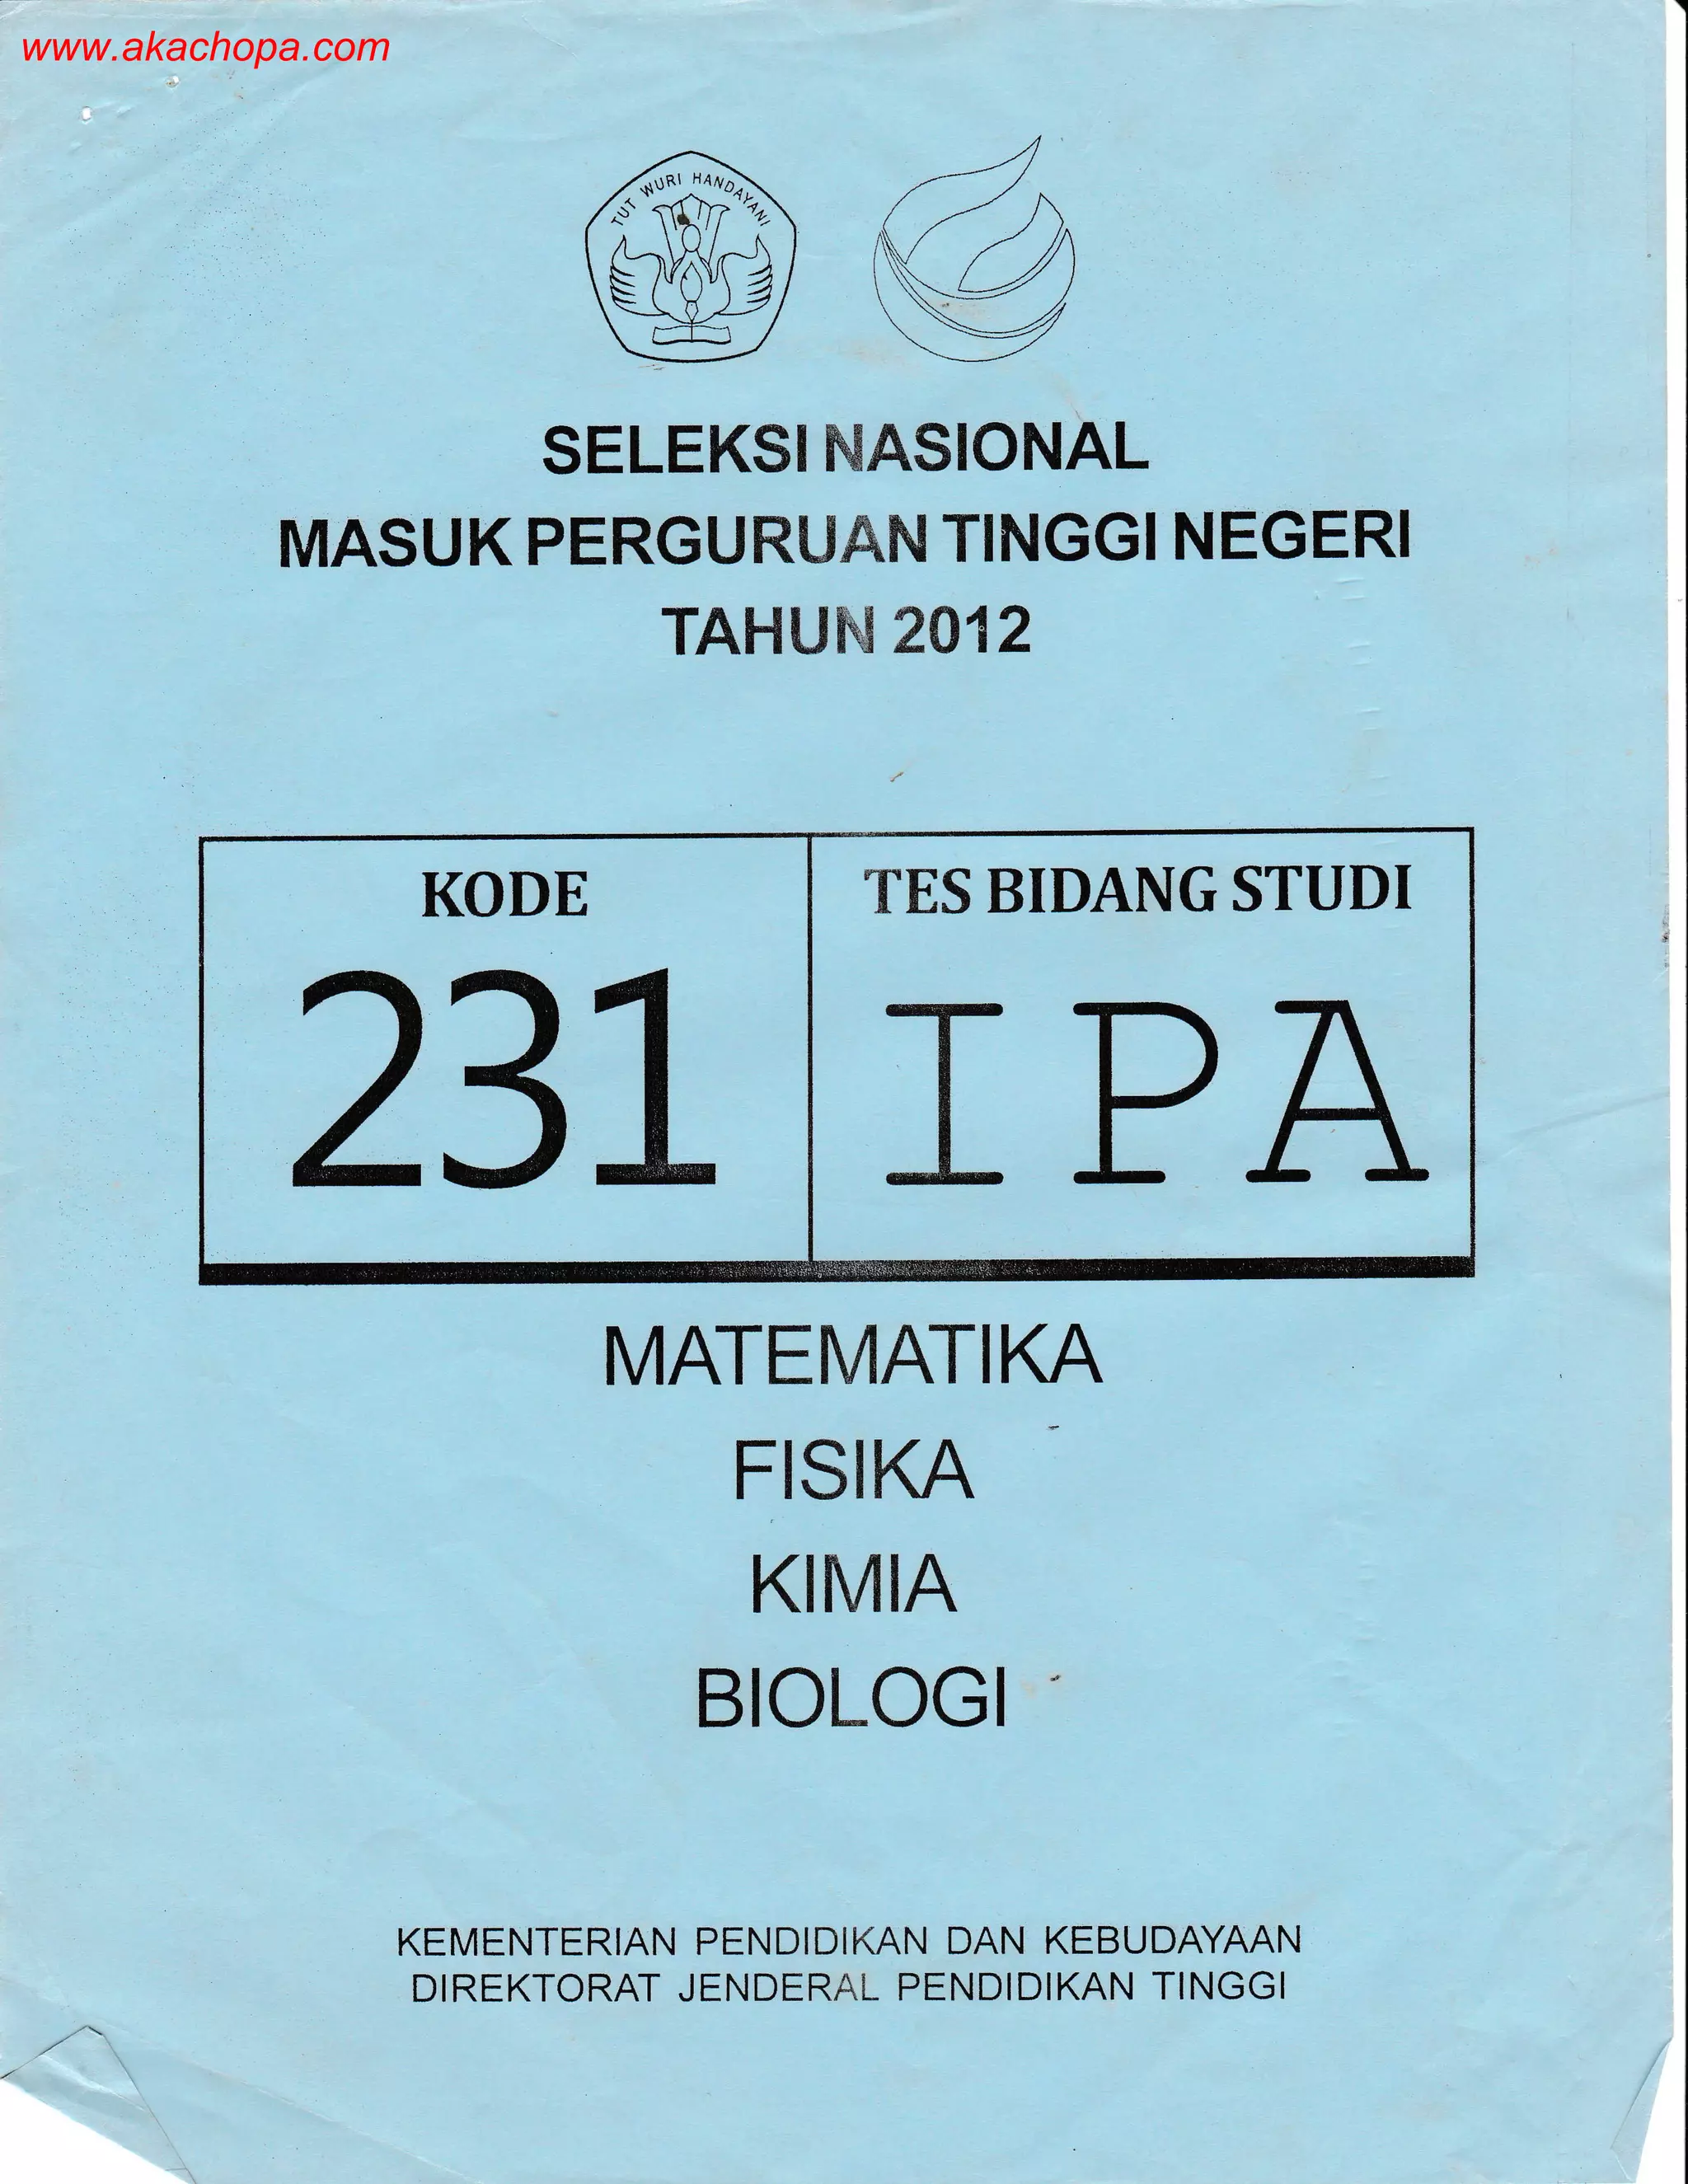 www.akachopa.com
TUT WURI HANDAYANI
SELEKSI NASIONAL
MASUK PERGURUAN TINGGI NEGERI
TAHUN 2012
KODE
TES BIDANG STUDI
231
IPA
MATEMATIKA
FISIKA
KIMIA
BIOLOGI
KEMENTERIAN PENDIDIKAN DAN KEBUDAYAAN
DIREKTORAT JENDERAL PENDIDIKAN TINGGI